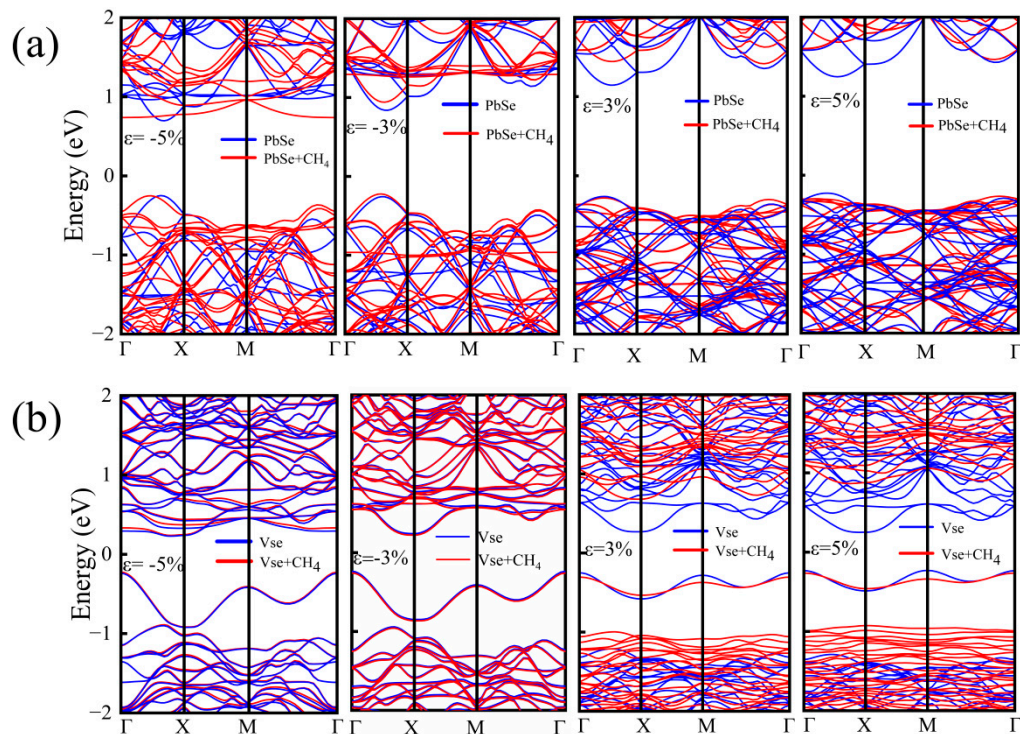 (a)
Energy (eV)
2
1
0
−1
−2
ε= -5%
PbSe
PbSe+CH4
Γ X M Γ
ε= -3%
PbSe
PbSe+CH4
Γ X M Γ
ε=3%
PbSe
PbSe+CH4
Γ X M Γ
ε=5%
PbSe
PbSe+CH4
Γ X M Γ
(b)
Energy (eV)
2
1
0
−1
−2
ε= -5%
Vse
Vse+CH4
Γ X M Γ
ε=-3%
Vse
Vse+CH4
Γ X M Γ
ε=3%
Vse
Vse+CH4
Γ X M Γ
ε=5%
Vse
Vse+CH4
Γ X M Γ